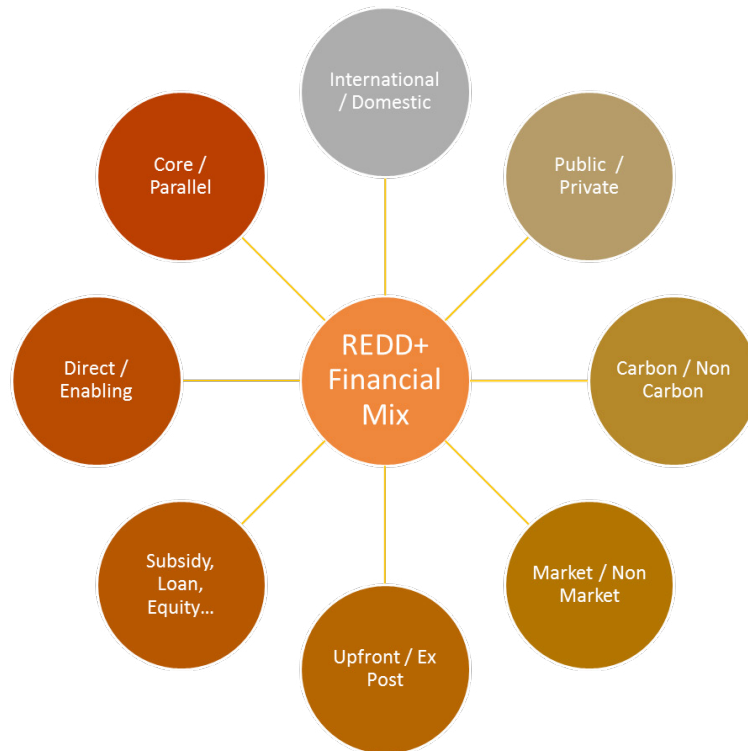 International
/ Domestic
Public / 
Private
Carbon / Non
Carbon
Market / Non
Market
Upfront / Ex
Post
Subsidy,
Loan,
Equity...
Direct /
Enabling
Core /
Parallel
REDD+
Financial
Mix